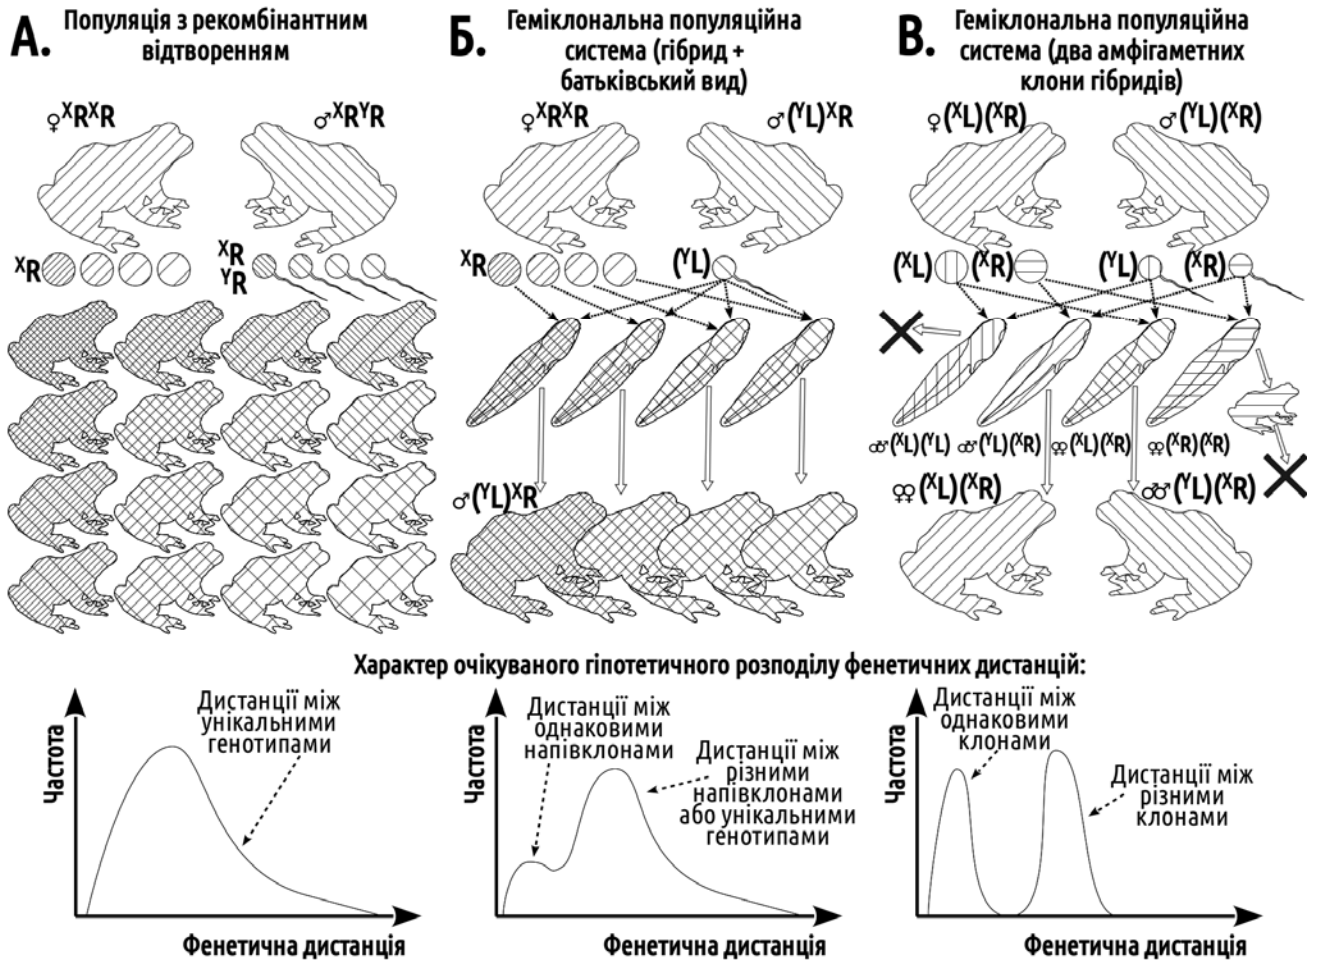 А.
Популяція з рекомбінантним
відтворенням
♀XRXR
♂XRYR
XR
XR
YR
Б.
Геміклональна популяційна
система (гібрид +
батьківський вид)
♀XRXR
♂(YL)XR
XR
(YL)
♂(YL)XR
В.
Геміклональна популяційна
система (два амфігаметних
клони гібридів)
♀(XL)(XR)
♂(YL)(XR)
(XL)
(XR)
(YL)
(XR)
♂♂(XL)(YL)
♂(YL)(XR)
♀♀(XL)(XR)
♀♀(XR)(XR)
♀♀(XL)(XR)
♂♂(YL)(XR)
Характер очікуваного гіпотетичного розподілу фенетичних дистанцій:
Частота
Дистанції між
унікальними
генотипами
Фенетична дистанція
Частота
Дистанції між
однаковими
напівклонами
Дистанції між
різними
напівклонами
або унікальними
генотипами
Частота
Дистанції між
однаковими
клонами
Дистанції між
різними
клонами
Фенетична дистанція